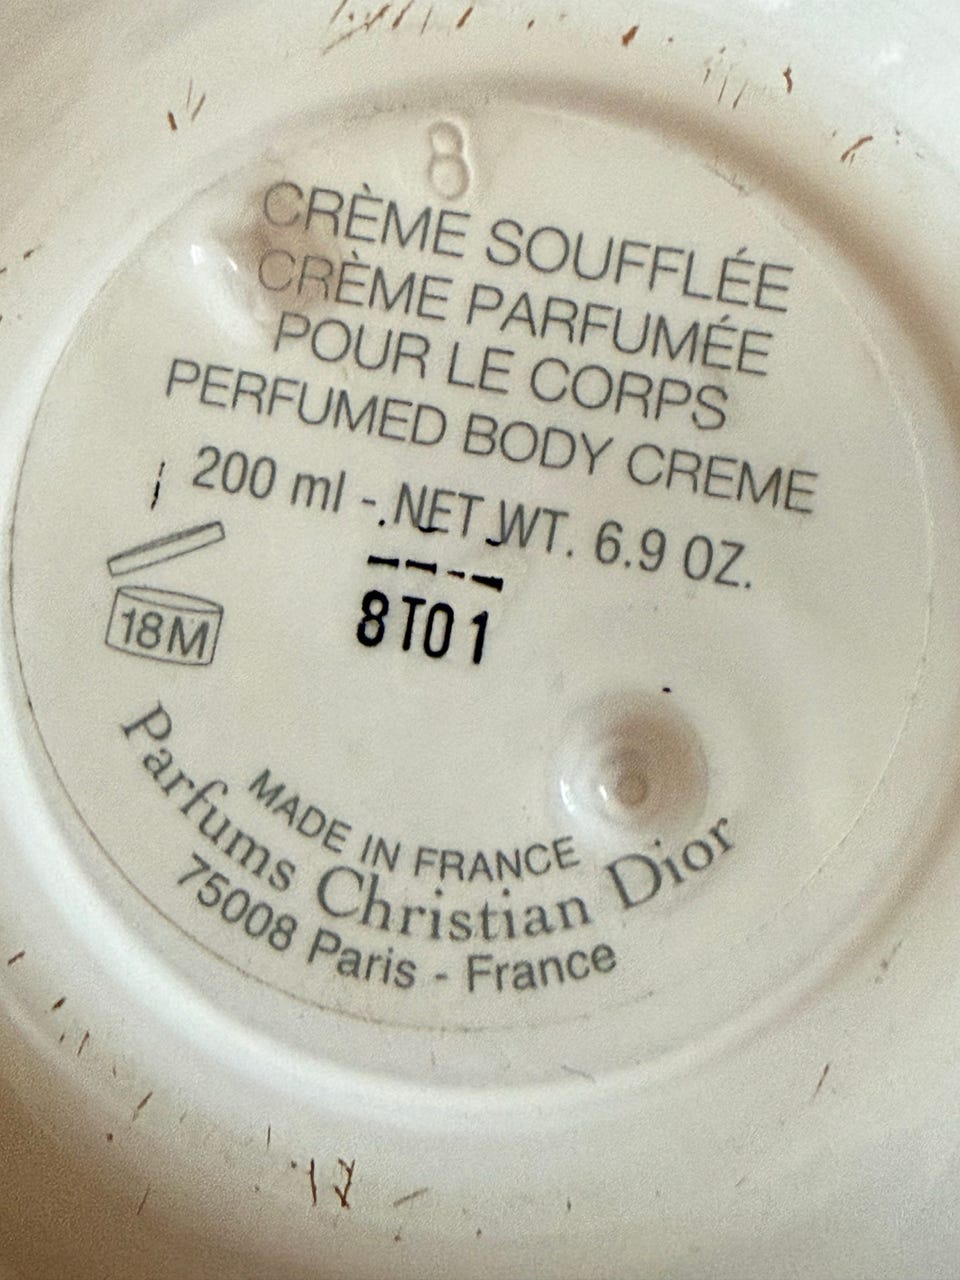 8
CRÈME SOUFFLÉE
CRÈME PARFUMÉE
POUR LE CORPS
PERFUMED BODY CREME
200 ml - NET WT. 6.9 OZ.
8T01
18M
MADE IN FRANCE
Parfums Christian Dior
75008 Paris - France